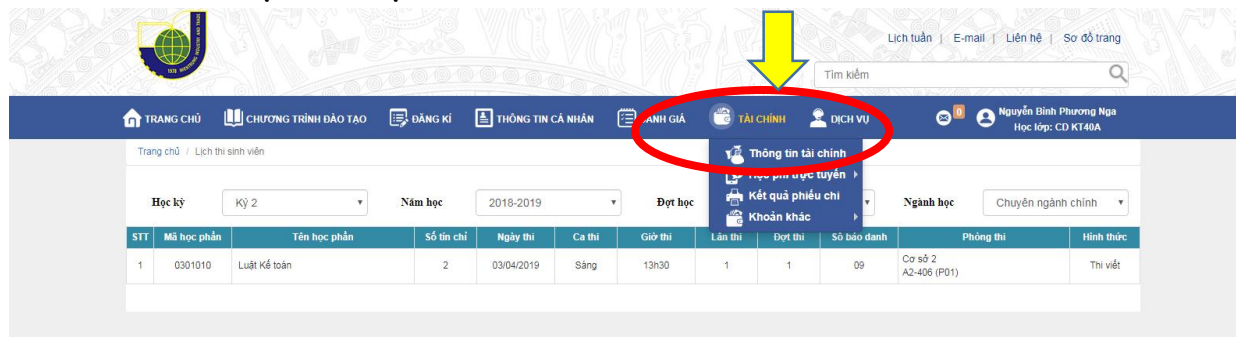 Lịch tuần | E-mail | Liên hệ | Sơ đồ trang
Tìm kiếm
TRANG CHỦ CHƯƠNG TRÌNH ĐÀO TẠO ĐĂNG KÍ THÔNG TIN CÁ NHÂN ĐÁNH GIÁ TÀI CHÍNH DỊCH VỤ 0 Nguyễn Bình Phương Nga
Học lớp: CD KT40A
Trang chủ / Lịch thi sinh viên
Thông tin tài chính
Học phí trực tuyến
Kết quả phiếu chi
Khoản khác
Học kỳ Kỳ 2 Năm học 2018-2019 Đợt học Ngành học Chuyên ngành chính
STT Mã học phần Tên học phần Số tín chỉ Ngày thi Ca thi Giờ thi Lần thi Đợt thi Số báo danh Phòng thi Hình thức
1 0301010 Luật Kế toán 2 03/04/2019 Sáng 13h30 1 1 09 Cơ sở 2 Thi viết
A2-406 (P01)